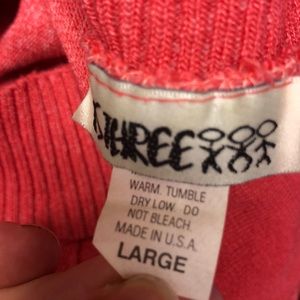 THREE
WARM. TUMBLE
DRY LOW. DO
NOT BLEACH.
MADE IN U.S.A.
LARGE